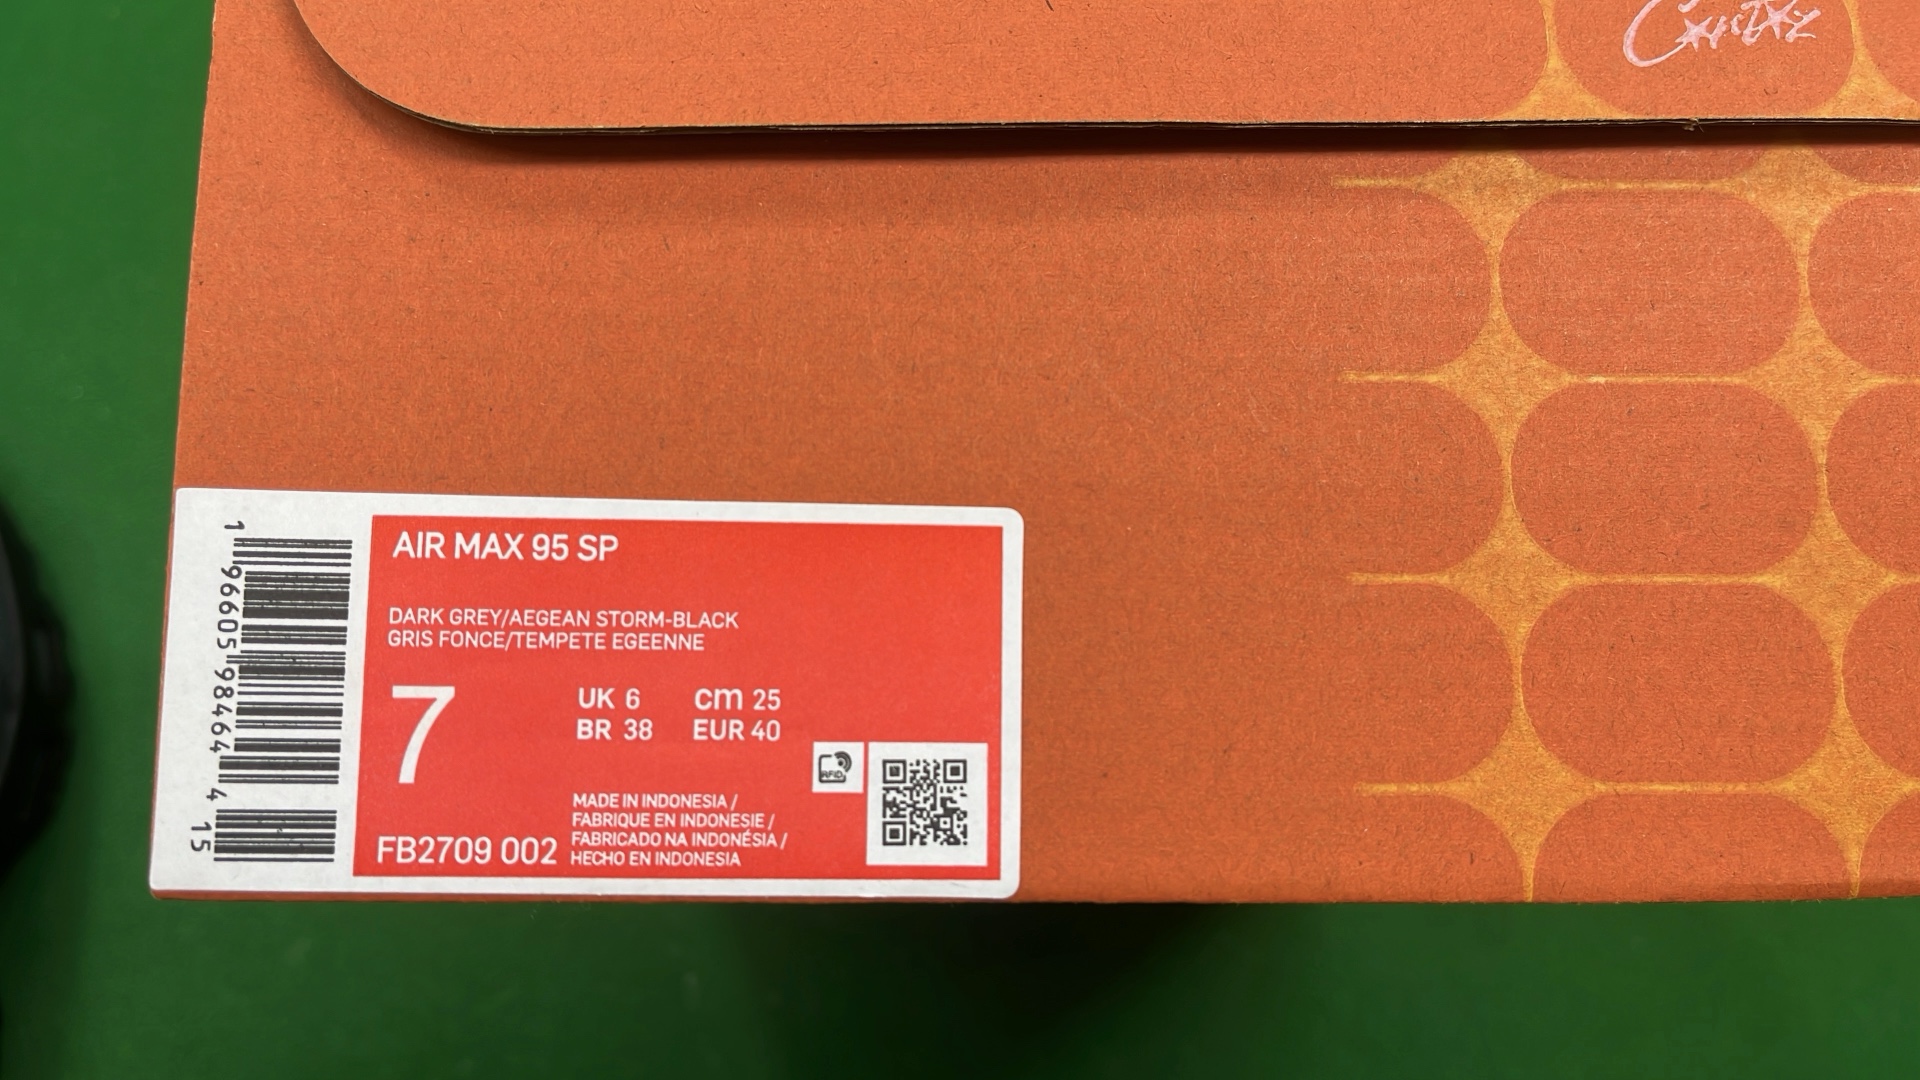 Corteiz
AIR MAX 95 SP
DARK GREY/AEGEAN STORM-BLACK
GRIS FONCE/TEMPETE EGEENNE
7
UK 6 cm 25
BR 38 EUR 40
RFID
MADE IN INDONESIA /
FABRIQUE EN INDONESIE /
FABRICADO NA INDONÉSIA /
HECHO EN INDONESIA
FB2709 002
1 96605 98464 4 15